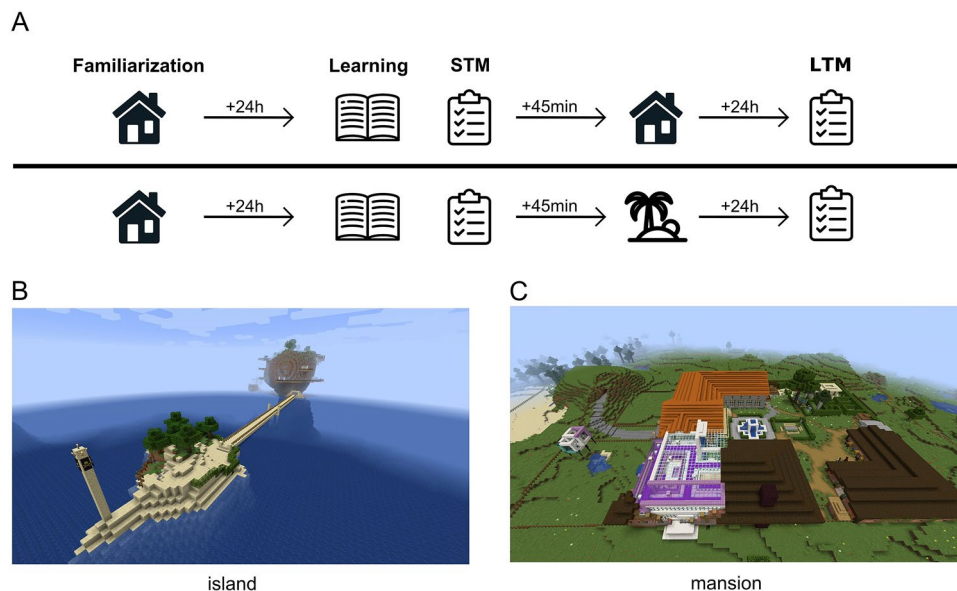 A
Familiarization
Learning
STM
LTM
+24h
+45min
+24h
+24h
+45min
+24h
B
C
island
mansion